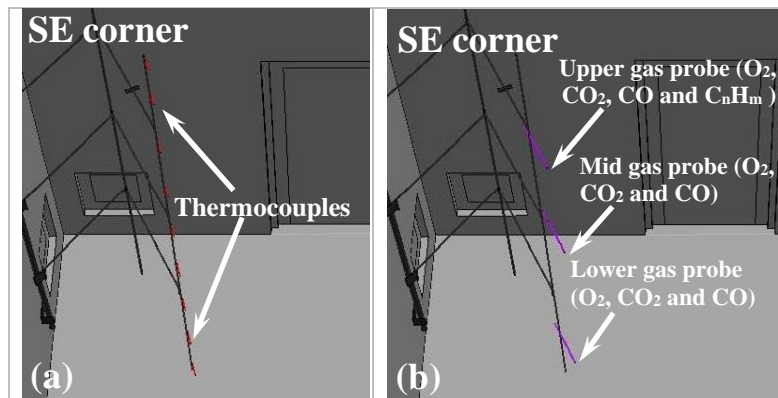 SE corner
Thermocouples
(a)
SE corner
Upper gas probe (O₂,
CO₂, CO and CₙHₘ )
Mid gas probe (O₂,
CO₂ and CO)
Lower gas probe
(O₂, CO₂ and CO)
(b)